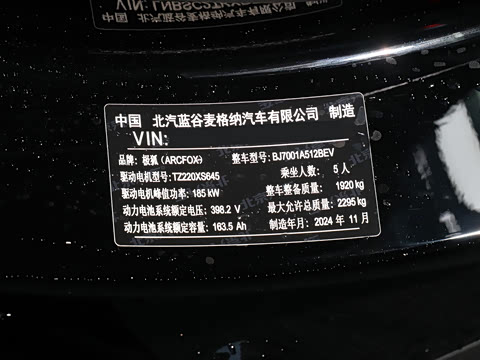 中国 北汽蓝谷麦格纳汽车有限公司 制造
VIN:
品牌：极狐（ARCFOX） 整车型号：BJ7001A512BEV
驱动电机型号：TZ220XS645 乘坐人数： 5 人
驱动电机峰值功率：185 kW 整车整备质量： 1920 kg
动力电池系统额定电压：398.2 V 最大允许总质量：2295 kg
动力电池系统额定容量：163.5 Ah 制造年月：2024 年 11 月